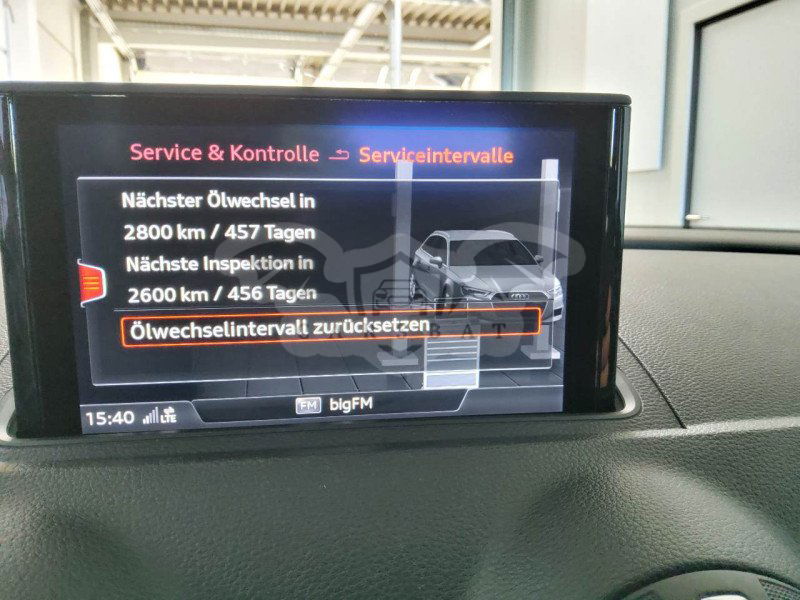 Service & Kontrolle Serviceintervalle
Nächster Ölwechsel in
2800 km / 457 Tagen
Nächste Inspektion in
2600 km / 456 Tagen
Ölwechselintervall zurücksetzen
15:40 LTE FM bigFM